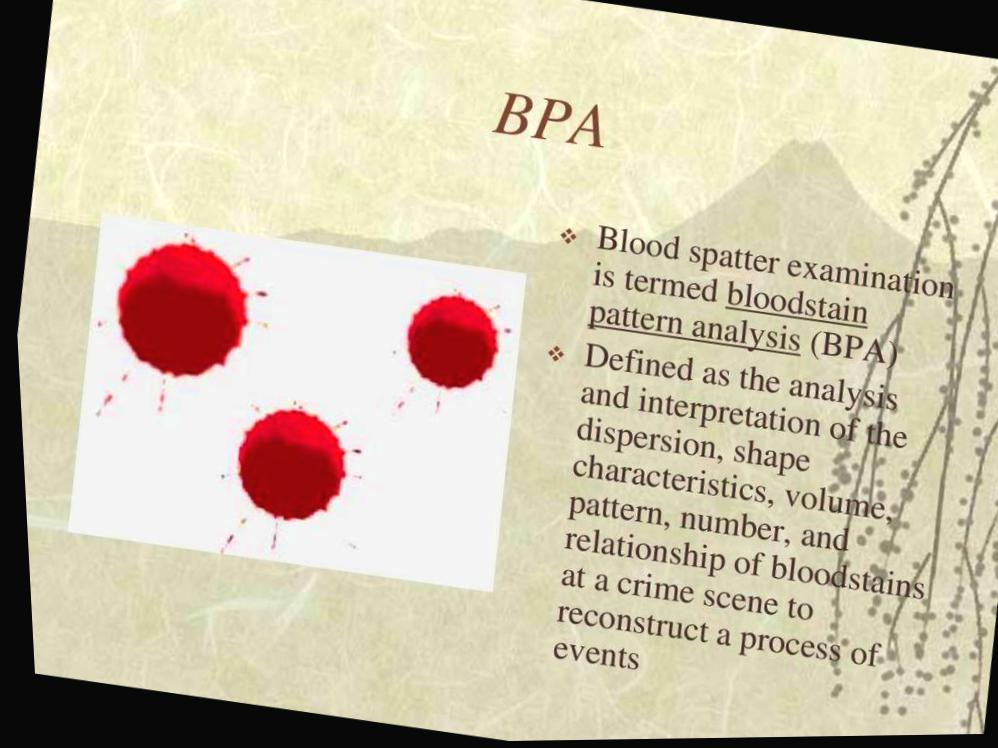 BPA
❖ Blood spatter examination
is termed bloodstain
pattern analysis (BPA)
❖ Defined as the analysis
and interpretation of the
dispersion, shape
characteristics, volume,
pattern, number, and
relationship of bloodstains
at a crime scene to
reconstruct a process of
events